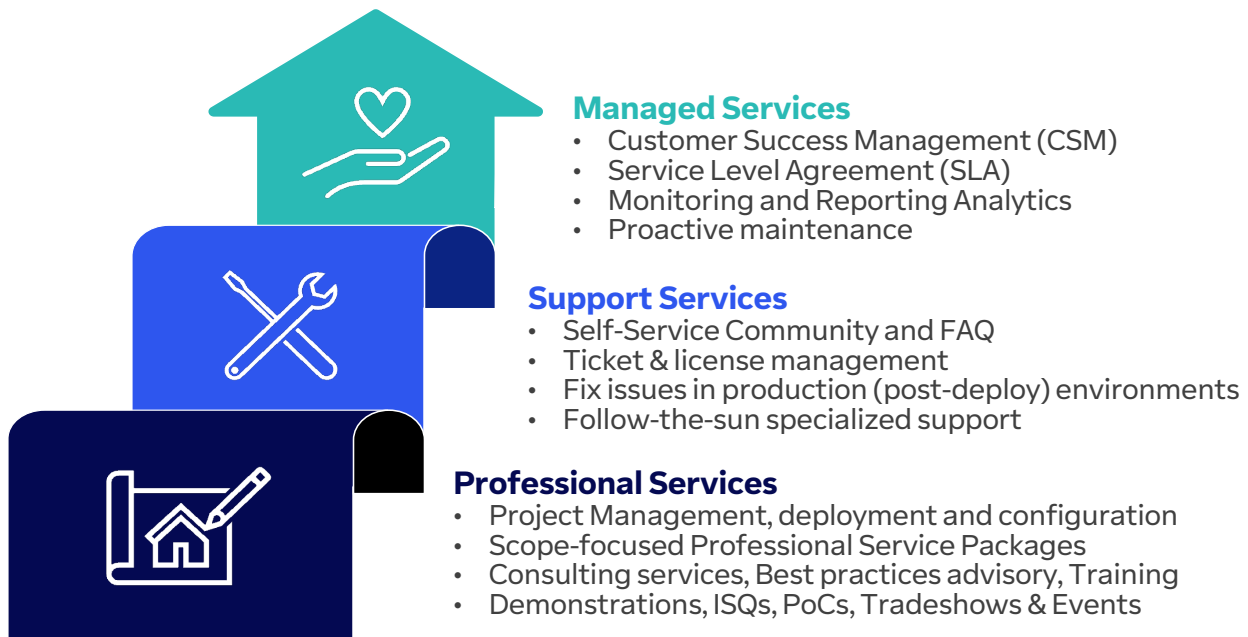 Managed Services
• Customer Success Management (CSM)
• Service Level Agreement (SLA)
• Monitoring and Reporting Analytics
• Proactive maintenance
Support Services
• Self-Service Community and FAQ
• Ticket & license management
• Fix issues in production (post-deploy) environments
• Follow-the-sun specialized support
Professional Services
• Project Management, deployment and configuration
• Scope-focused Professional Service Packages
• Consulting services, Best practices advisory, Training
• Demonstrations, ISQs, PoCs, Tradeshows & Events